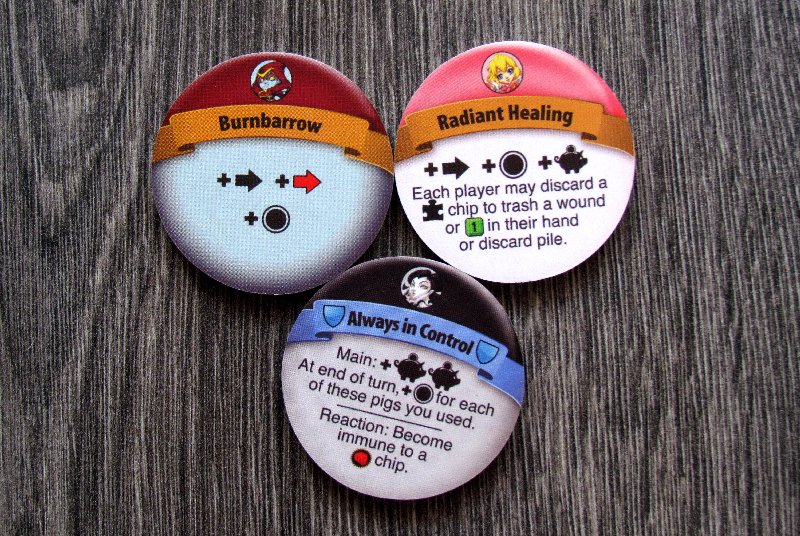 Burnbarrow
+ +
+
Radiant Healing
+ + +
Each player may discard a
chip to trash a wound
or 1 in their hand
or discard pile.
Always in Control
Main: +
At end of turn, + for each
of these pigs you used.
Reaction: Become
immune to a
chip.